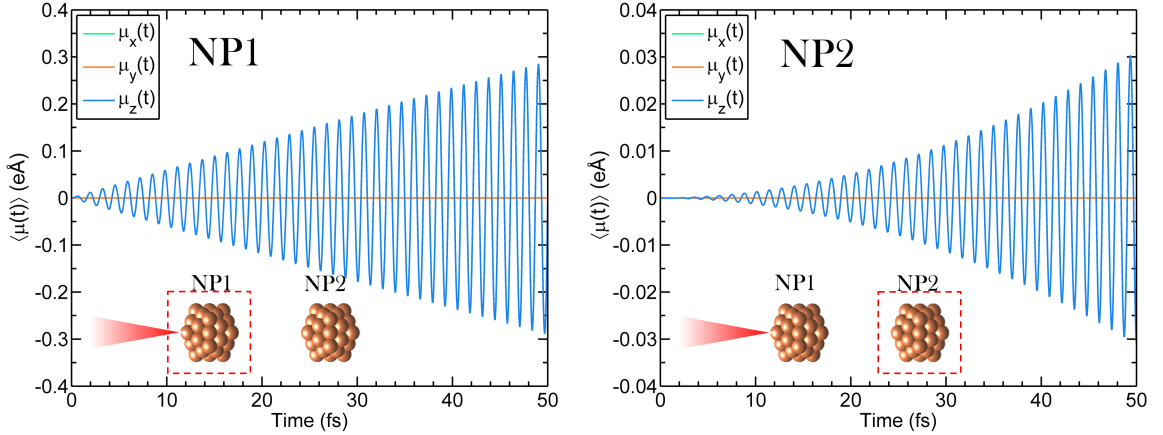 0.4
0.3
0.2
0.1
0
-0.1
-0.2
-0.3
-0.4
⟨μ(t)⟩ (eÅ)
μx(t)
μy(t)
μz(t)
NP1
NP1
NP2
0 10 20 30 40 50
Time (fs)
0.04
0.03
0.02
0.01
0
-0.01
-0.02
-0.03
-0.04
⟨μ(t)⟩ (eÅ)
μx(t)
μy(t)
μz(t)
NP2
NP1
NP2
0 10 20 30 40 50
Time (fs)